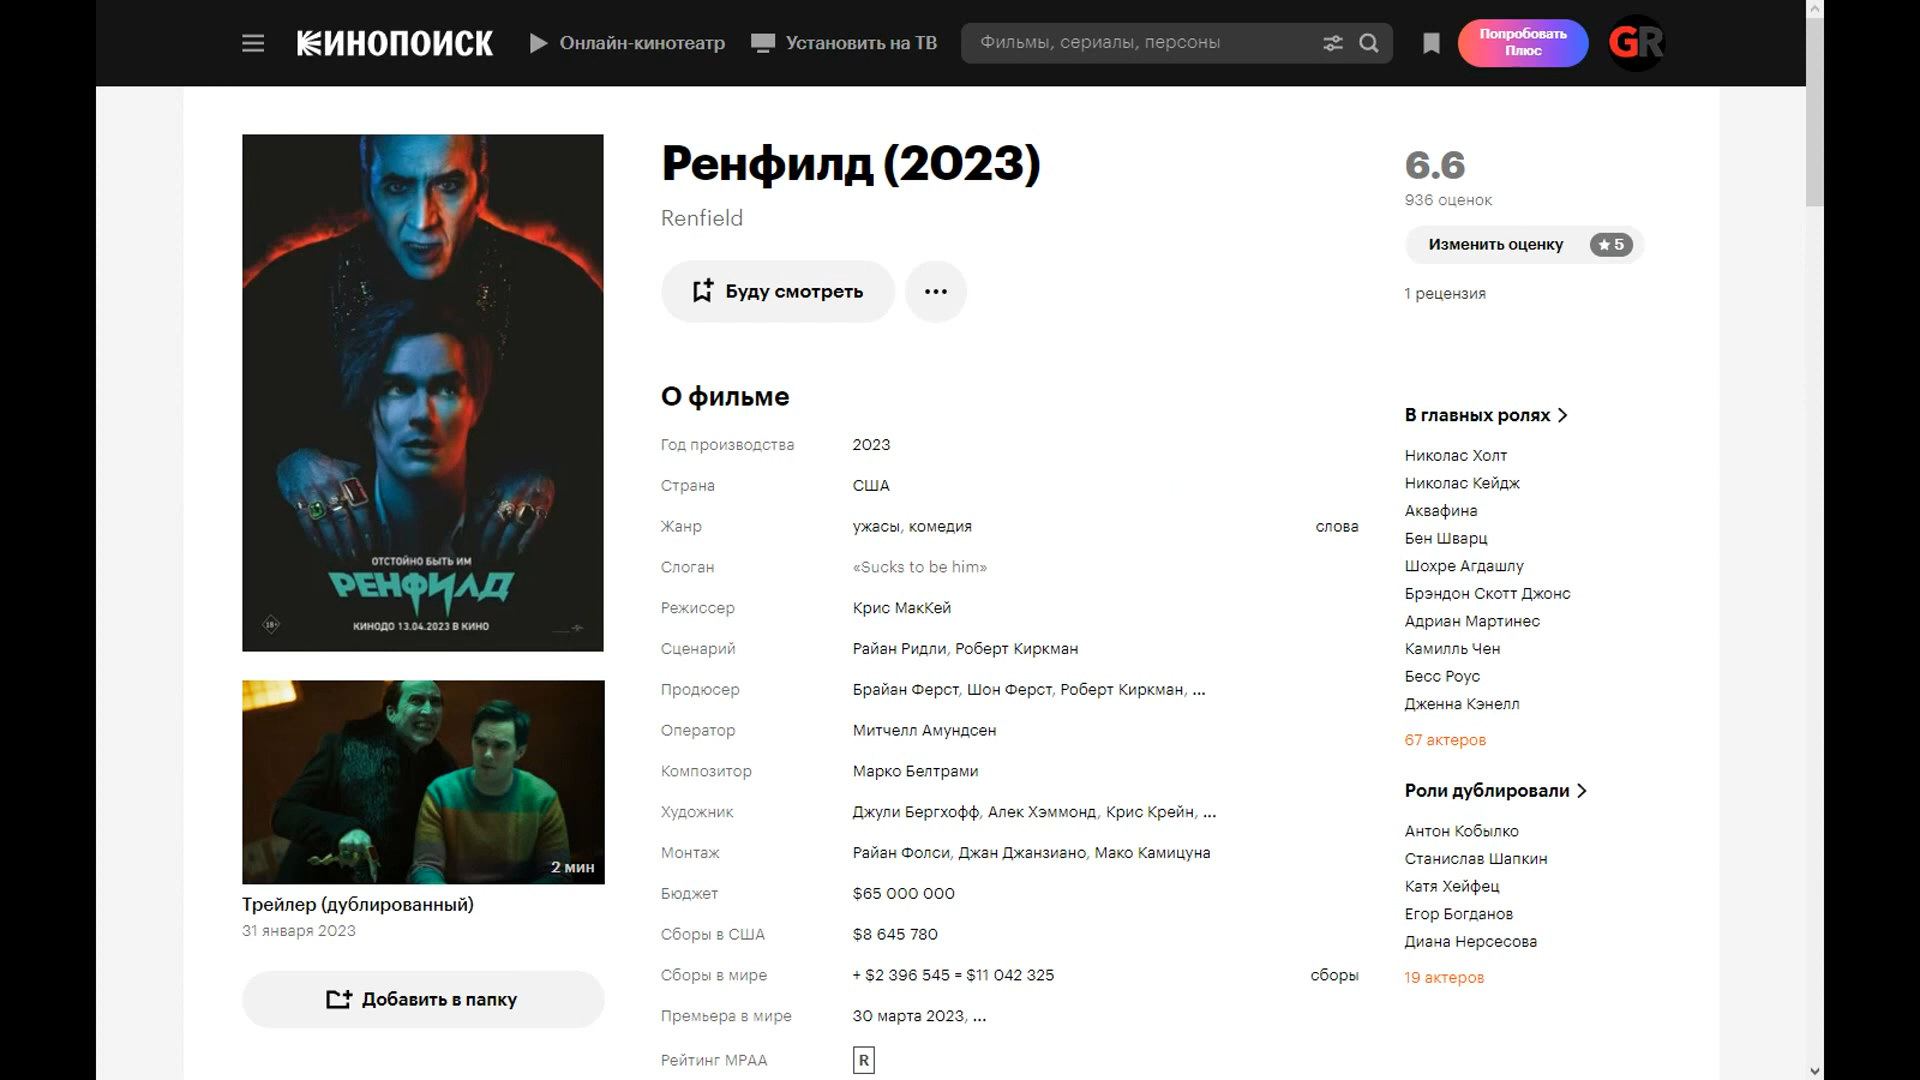 КИНОПОИСК
Онлайн-кинотеатр
Установить на ТВ
Фильмы, сериалы, персоны
Попробовать
Плюс
GR
ОТСТОЙНО БЫТЬ ИМ
РЕНФИЛД
КИНОДО 13.04.2023 В КИНО
18+
2 мин
Трейлер (дублированный)
31 января 2023
Добавить в папку
Ренфилд (2023)
Renfield
Буду смотреть
О фильме
Год производства 2023
Страна США
Жанр ужасы, комедия слова
Слоган «Sucks to be him»
Режиссер Крис МакКей
Сценарий Райан Ридли, Роберт Киркман
Продюсер Брайан Ферст, Шон Ферст, Роберт Киркман, ...
Оператор Митчелл Амундсен
Композитор Марко Белтрами
Художник Джули Бергхофф, Алек Хэммонд, Крис Крейн, ...
Монтаж Райан Фолси, Джан Джанзиано, Мако Камицуна
Бюджет $65 000 000
Сборы в США $8 645 780
Сборы в мире + $2 396 545 = $11 042 325 сборы
Премьера в мире 30 марта 2023, ...
Рейтинг MPAA R
6.6
936 оценок
Изменить оценку 5
1 рецензия
В главных ролях
Николас Холт
Николас Кейдж
Аквафина
Бен Шварц
Шохре Агдашлу
Брэндон Скотт Джонс
Адриан Мартинес
Камилль Чен
Бесс Роус
Дженна Кэнелл
67 актеров
Роли дублировали
Антон Кобылко
Станислав Шапкин
Катя Хейфец
Егор Богданов
Диана Нерсесова
19 актеров